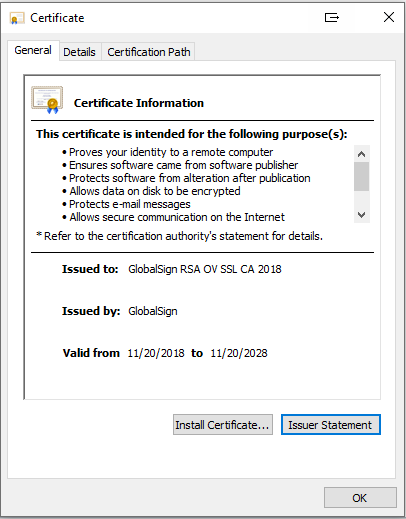 Certificate
General Details Certification Path
Certificate Information
This certificate is intended for the following purpose(s):
• Proves your identity to a remote computer
• Ensures software came from software publisher
• Protects software from alteration after publication
• Allows data on disk to be encrypted
• Protects e-mail messages
• Allows secure communication on the Internet
* Refer to the certification authority's statement for details.
Issued to: GlobalSign RSA OV SSL CA 2018
Issued by: GlobalSign
Valid from 11/20/2018 to 11/20/2028
Install Certificate... Issuer Statement
OK